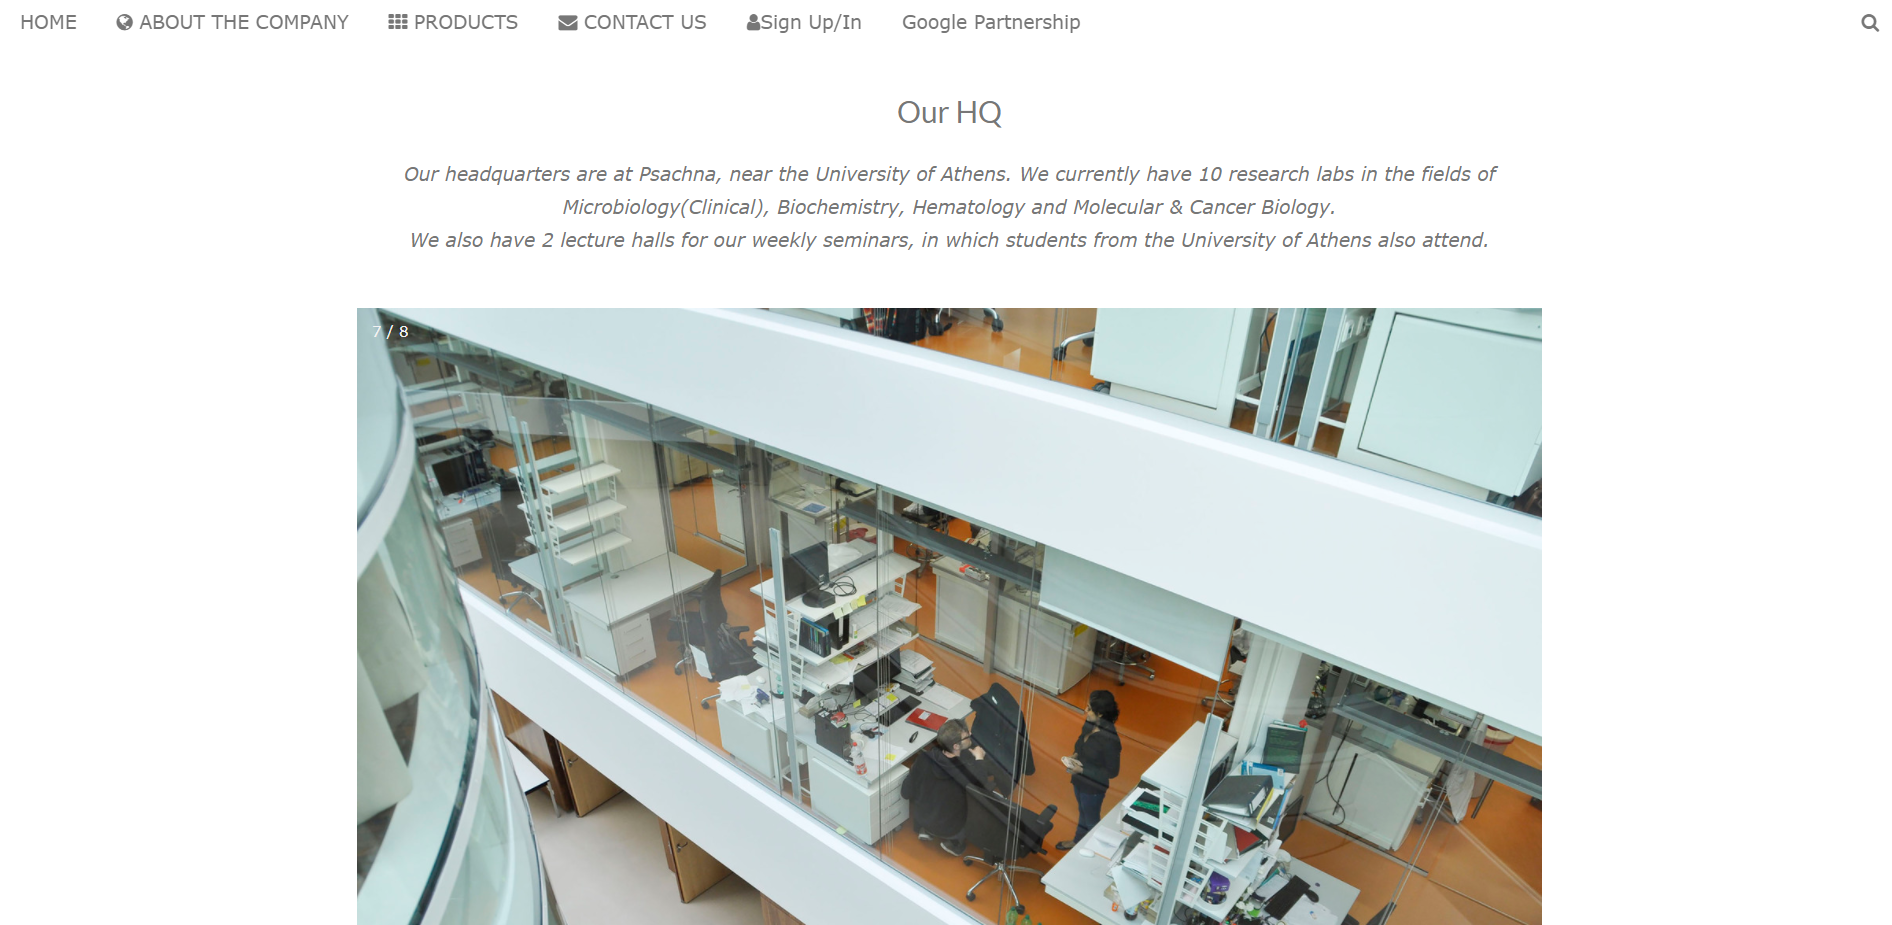 HOME ABOUT THE COMPANY PRODUCTS CONTACT US Sign Up/In Google Partnership
Our HQ
Our headquarters are at Psachna, near the University of Athens. We currently have 10 research labs in the fields of
Microbiology(Clinical), Biochemistry, Hematology and Molecular & Cancer Biology.
We also have 2 lecture halls for our weekly seminars, in which students from the University of Athens also attend.
7 / 8